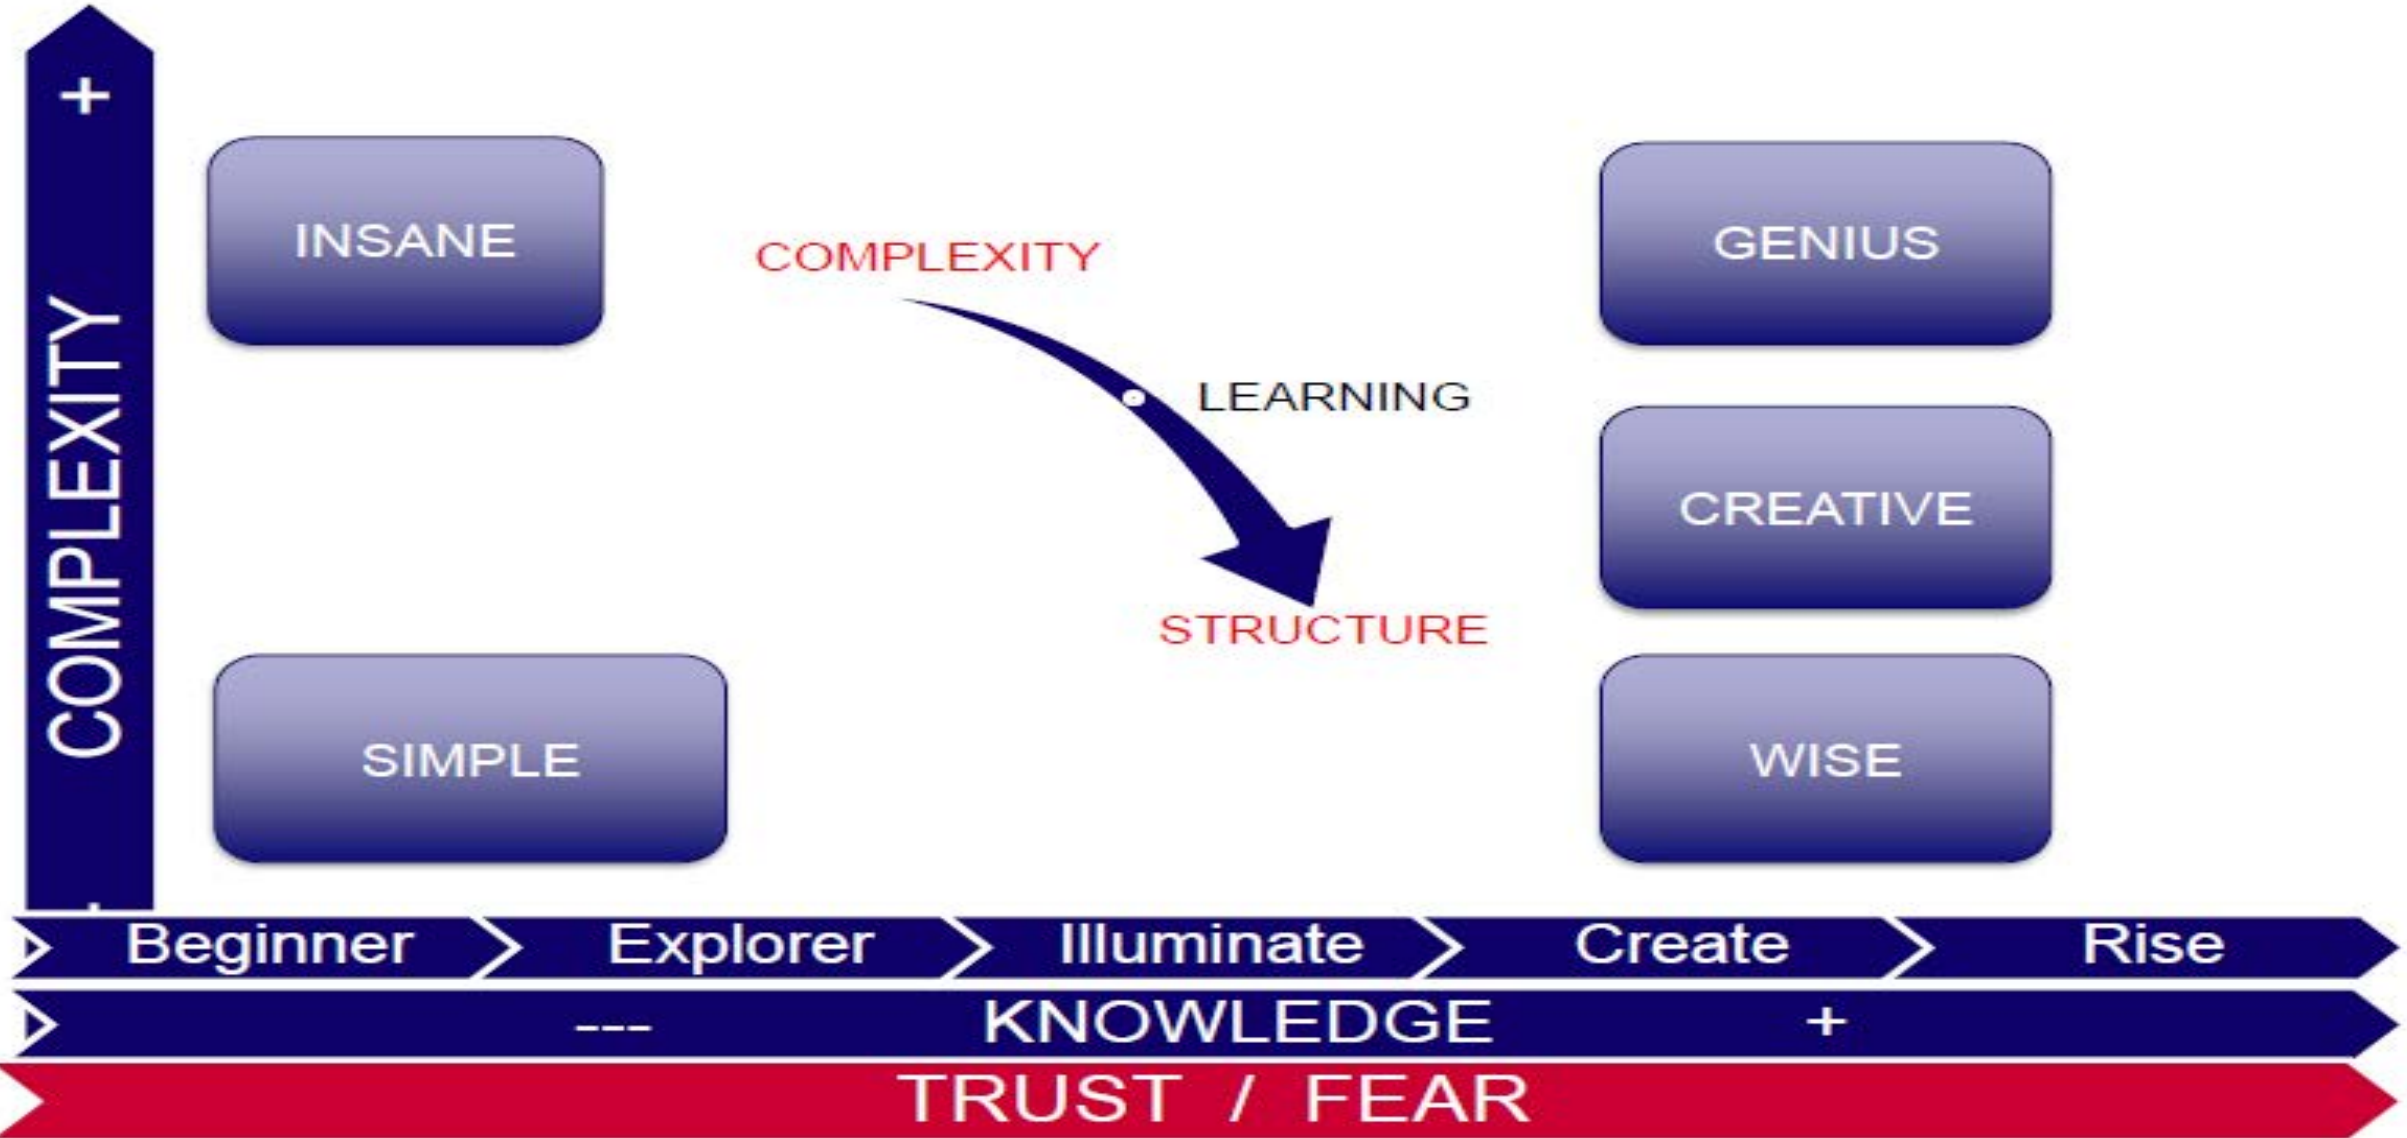 +
COMPLEXITY
-
INSANE
COMPLEXITY
GENIUS
LEARNING
CREATIVE
STRUCTURE
SIMPLE
WISE
Beginner Explorer Illuminate Create Rise
--- KNOWLEDGE +
TRUST / FEAR